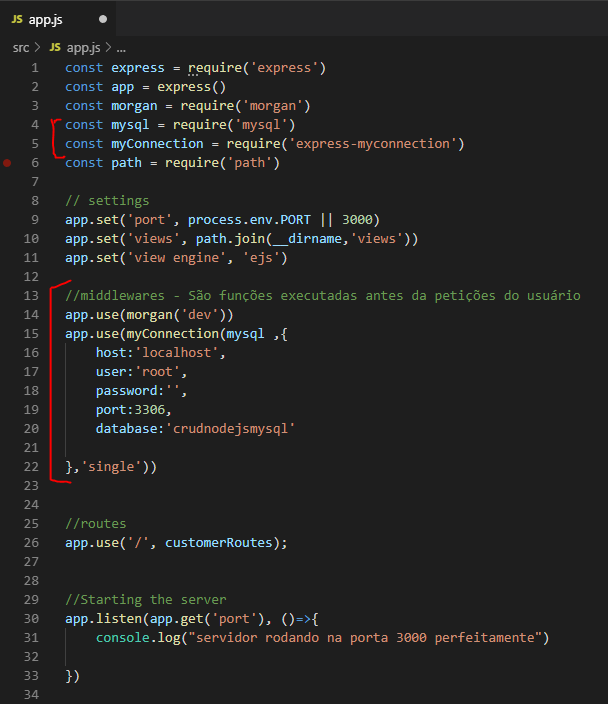 JS app.js
src > JS app.js > ...
1 const express = require('express')
2 const app = express()
3 const morgan = require('morgan')
4 const mysql = require('mysql')
5 const myConnection = require('express-myconnection')
6 const path = require('path')
7
8 // settings
9 app.set('port', process.env.PORT || 3000)
10 app.set('views', path.join(__dirname,'views'))
11 app.set('view engine', 'ejs')
12
13 //middlewares - São funções executadas antes da petições do usuário
14 app.use(morgan('dev'))
15 app.use(myConnection(mysql ,{
16     host:'localhost',
17     user:'root',
18     password:'',
19     port:3306,
20     database:'crudnodejsmysql'
21
22 },'single'))
23
24
25 //routes
26 app.use('/', customerRoutes);
27
28
29 //Starting the server
30 app.listen(app.get('port'), ()=>{
31     console.log("servidor rodando na porta 3000 perfeitamente")
32
33 })
34